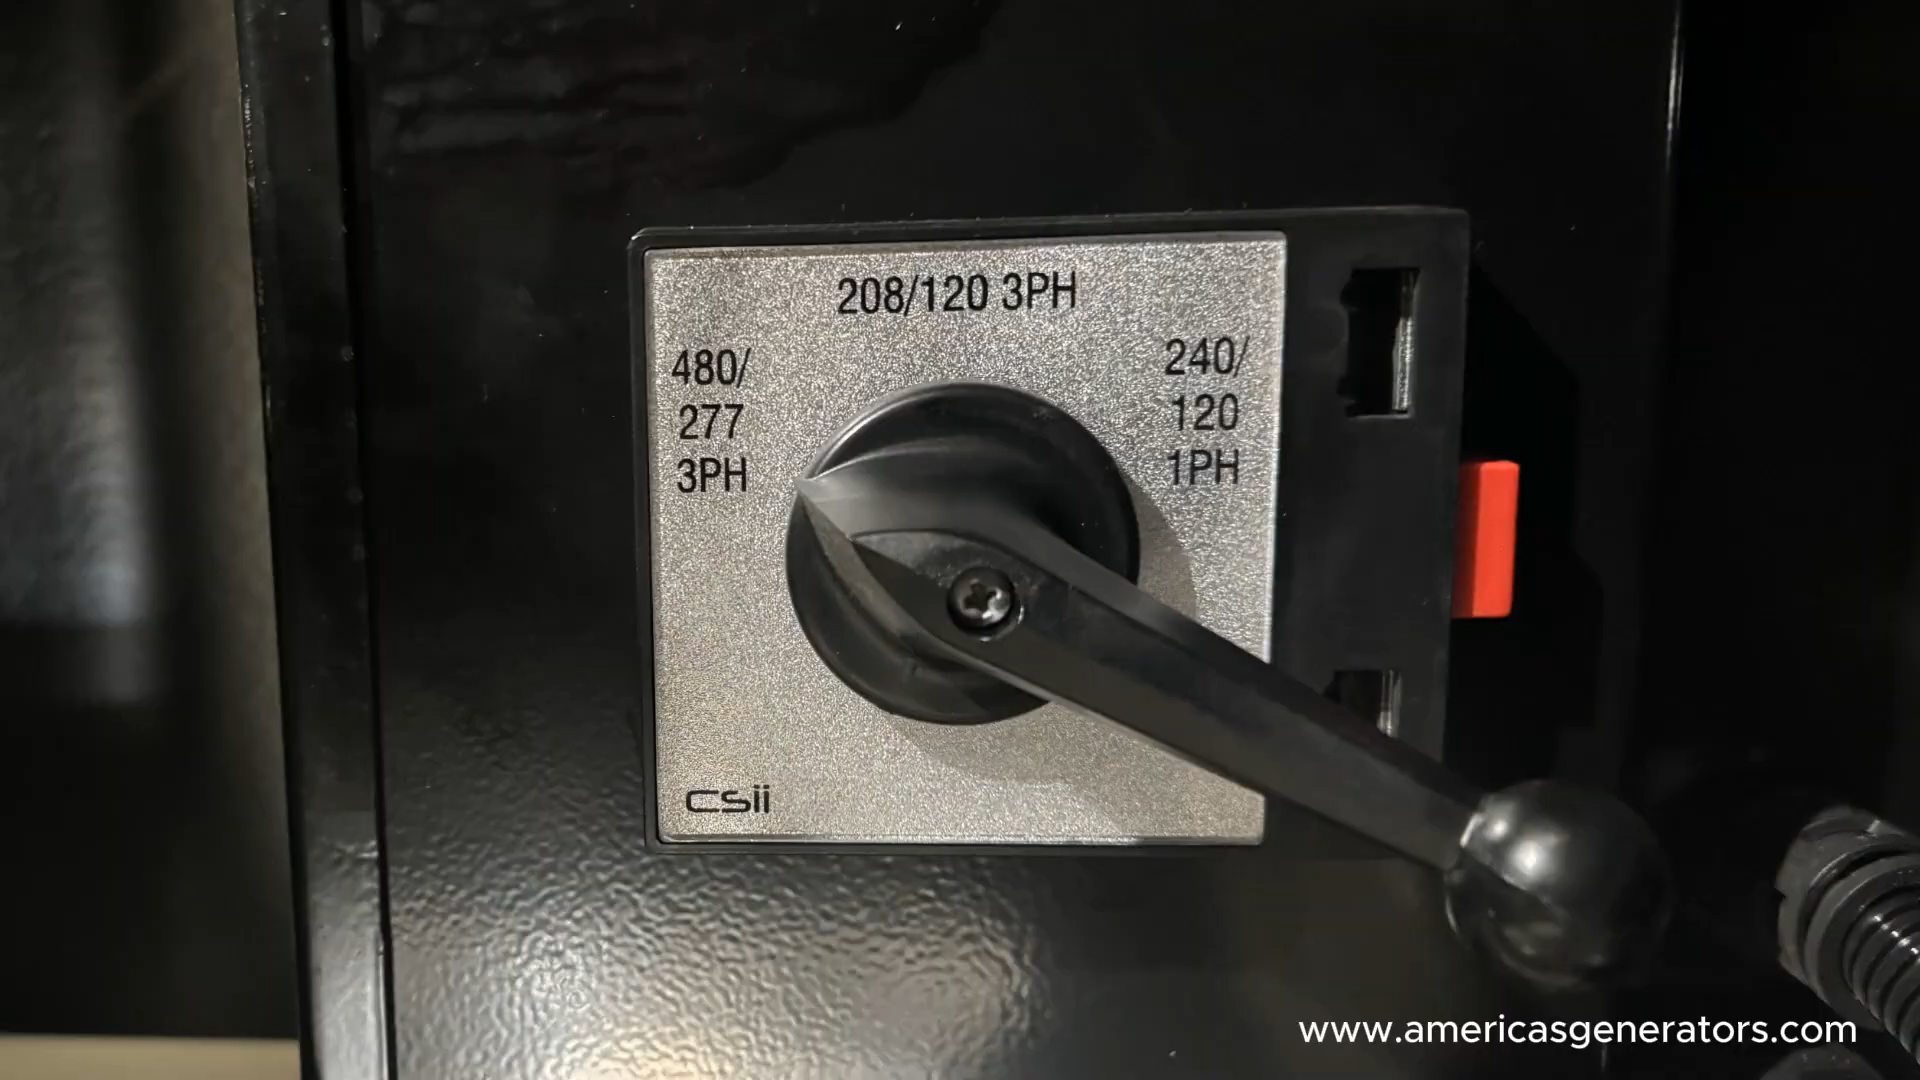 208/120 3PH
480/
277
3PH
240/
120
1PH
csii
www.americasgenerators.com